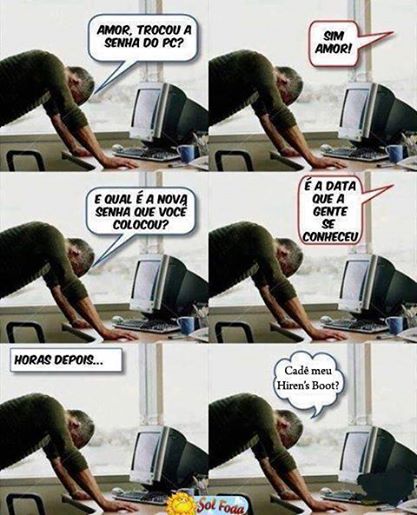 AMOR, TROCOU A
SENHA DO PC?
SIM
AMOR!
E QUAL É A NOVA
SENHA QUE VOCÊ
COLOCOU?
É A DATA
QUE A
GENTE
SE
CONHECEU
HORAS DEPOIS...
Cadê meu
Hiren's Boot?
Sol Foda